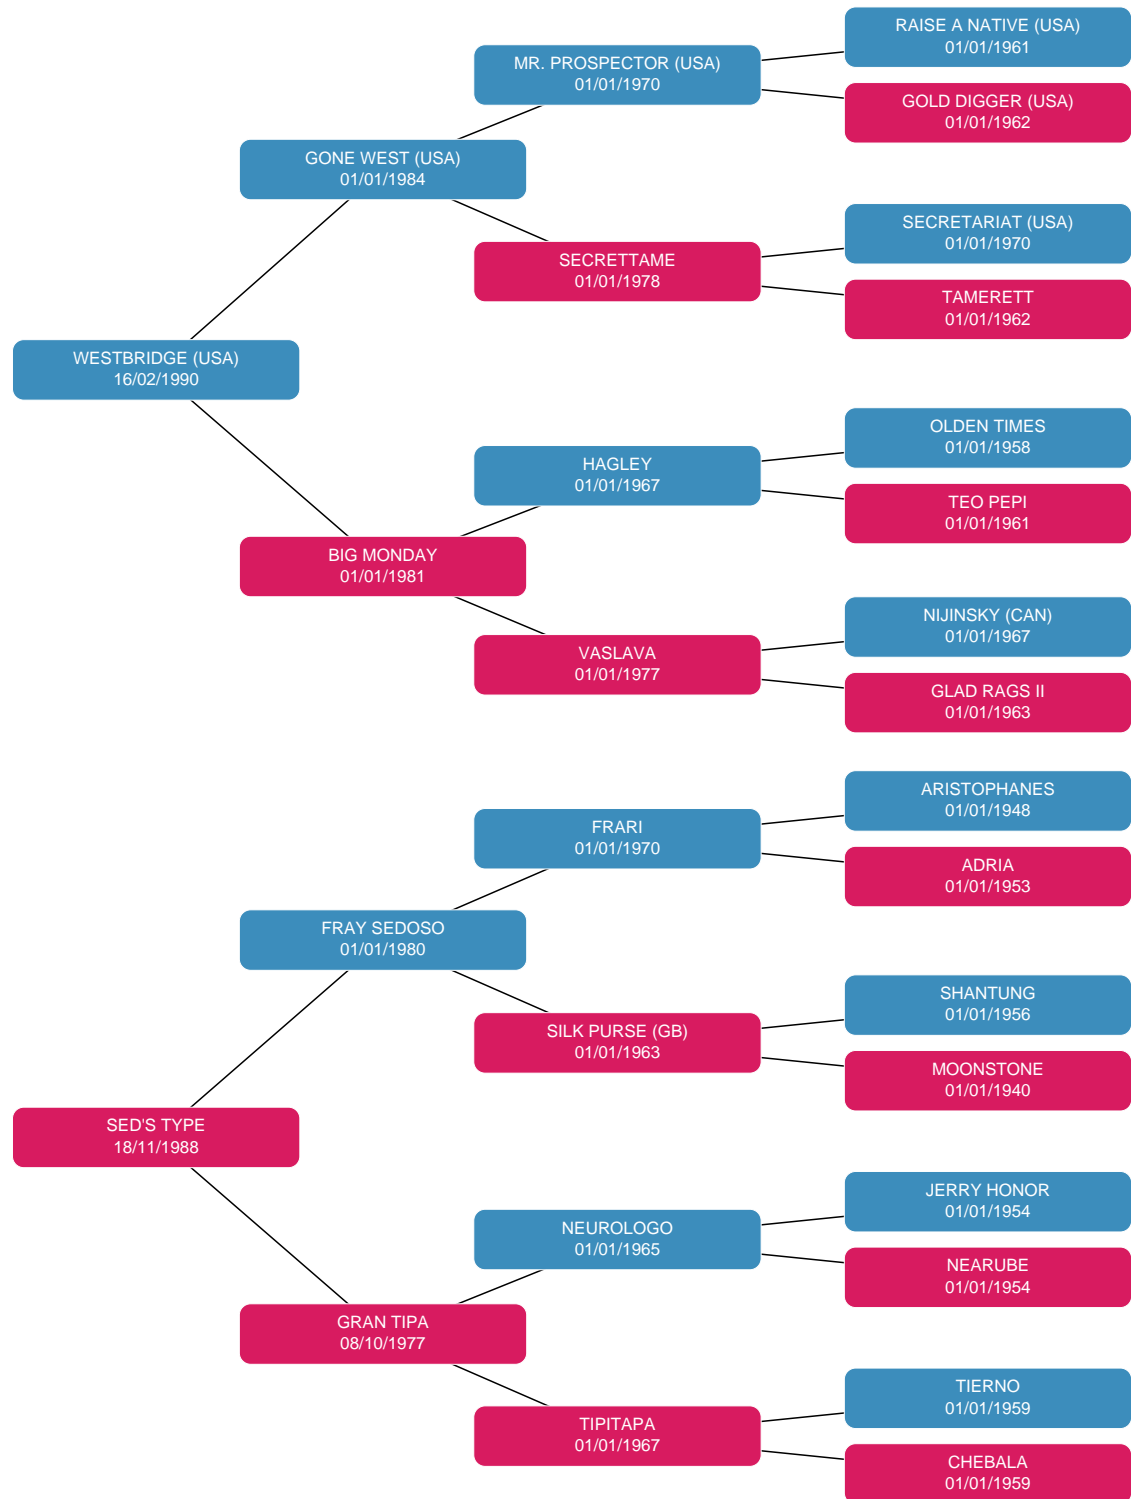 RAISE A NATIVE (USA)
01/01/1961
MR. PROSPECTOR (USA)
01/01/1970
GOLD DIGGER (USA)
01/01/1962
GONE WEST (USA)
01/01/1984
SECRETARIAT (USA)
01/01/1970
SECRETTAME
01/01/1978
TAMERETT
01/01/1962
WESTBRIDGE (USA)
16/02/1990
OLDEN TIMES
01/01/1958
HAGLEY
01/01/1967
TEO PEPI
01/01/1961
BIG MONDAY
01/01/1981
NIJINSKY (CAN)
01/01/1967
VASLAVA
01/01/1977
GLAD RAGS II
01/01/1963
ARISTOPHANES
01/01/1948
FRARI
01/01/1970
ADRIA
01/01/1953
FRAY SEDOSO
01/01/1980
SHANTUNG
01/01/1956
SILK PURSE (GB)
01/01/1963
MOONSTONE
01/01/1940
SED'S TYPE
18/11/1988
JERRY HONOR
01/01/1954
NEUROLOGO
01/01/1965
NEARUBE
01/01/1954
GRAN TIPA
08/10/1977
TIERNO
01/01/1959
TIPITAPA
01/01/1967
CHEBALA
01/01/1959